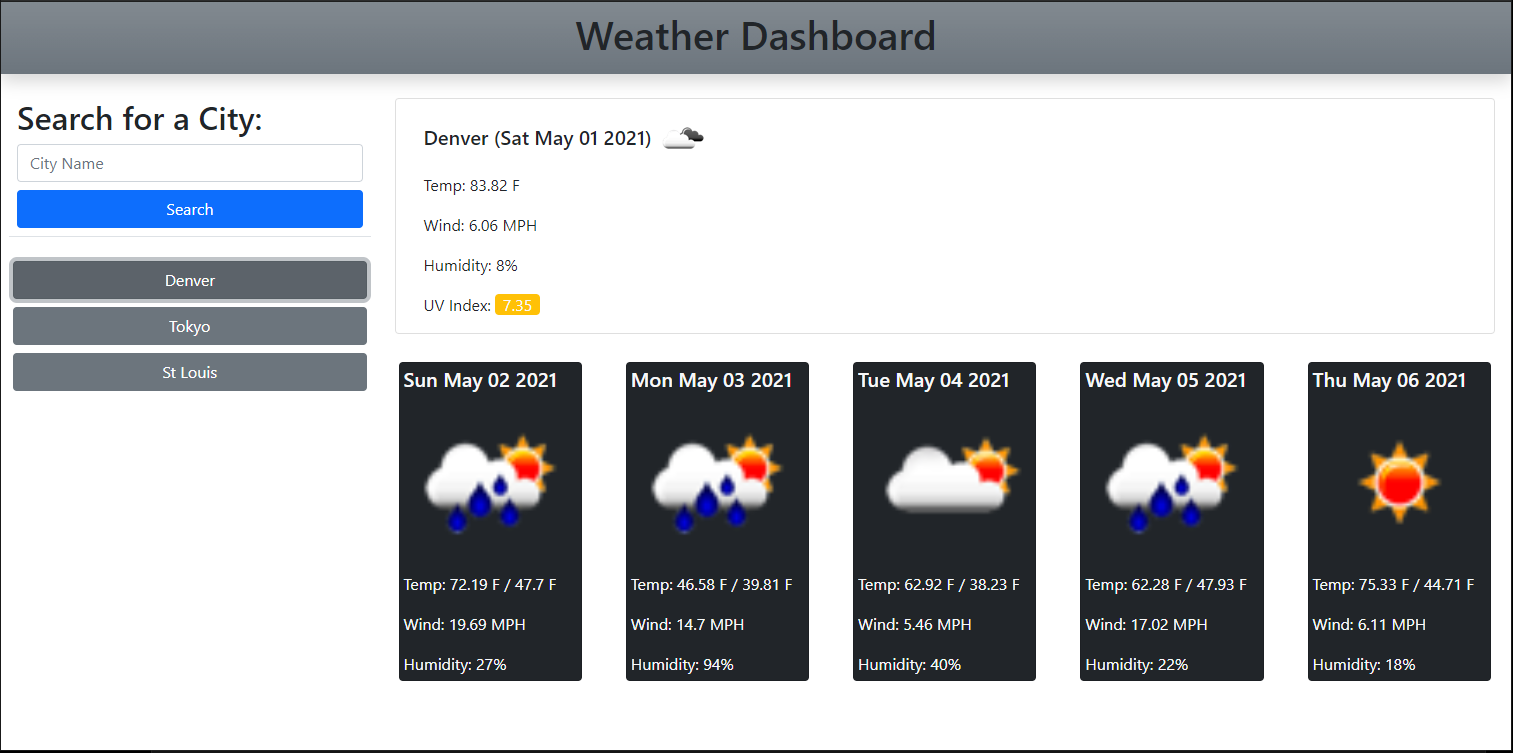 Weather Dashboard
Search for a City:
City Name
Search
Denver
Tokyo
St Louis
Denver (Sat May 01 2021)
Temp: 83.82 F
Wind: 6.06 MPH
Humidity: 8%
UV Index: 7.35
Sun May 02 2021
Temp: 72.19 F / 47.7 F
Wind: 19.69 MPH
Humidity: 27%
Mon May 03 2021
Temp: 46.58 F / 39.81 F
Wind: 14.7 MPH
Humidity: 94%
Tue May 04 2021
Temp: 62.92 F / 38.23 F
Wind: 5.46 MPH
Humidity: 40%
Wed May 05 2021
Temp: 62.28 F / 47.93 F
Wind: 17.02 MPH
Humidity: 22%
Thu May 06 2021
Temp: 75.33 F / 44.71 F
Wind: 6.11 MPH
Humidity: 18%